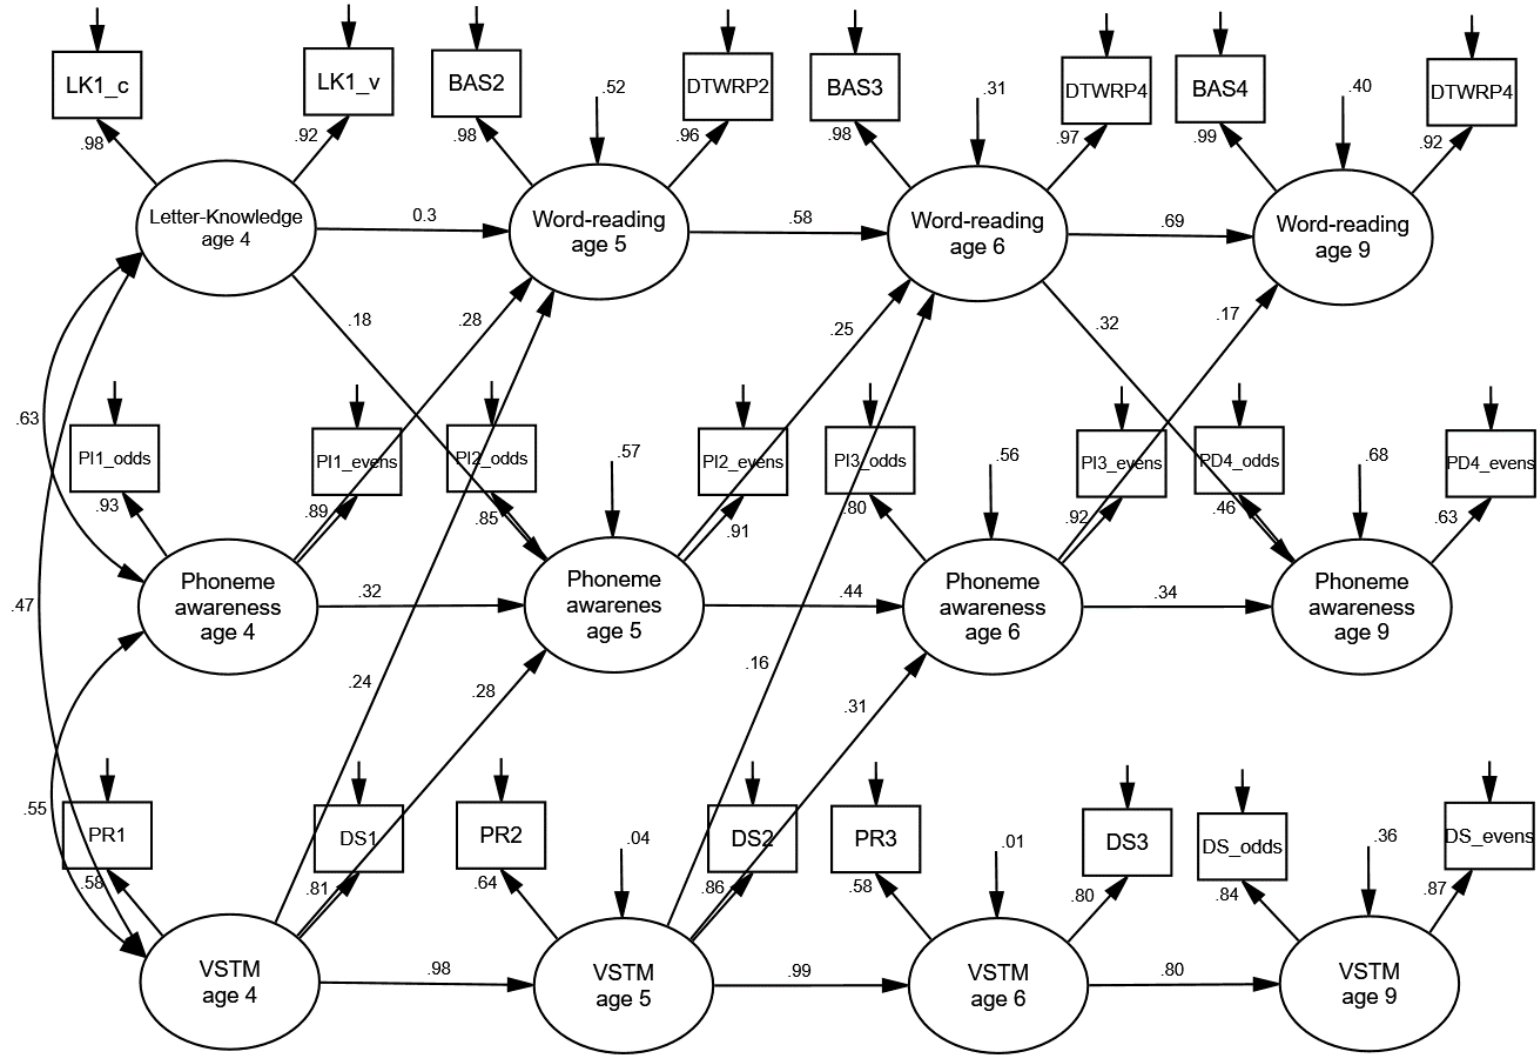 LK1_c
LK1_v
BAS2
DTWRP2
BAS3
DTWRP4
BAS4
DTWRP4
.52
.31
.40
.98
.92
.98
.96
.98
.97
.99
.92
Letter-Knowledge
age 4
0.3
Word-reading
age 5
.58
Word-reading
age 6
.69
Word-reading
age 9
.18
.28
.25
.32
.17
.63
PI1_odds
PI1_evens
PI2_odds
.57
PI2_evens
PI3_odds
.56
PI3_evens
PD4_odds
.68
PD4_evens
.93
.89
.85
.91
.80
.92
.46
.63
.47
Phoneme
awareness
age 4
.32
Phoneme
awarenes
age 5
.44
Phoneme
awareness
age 6
.34
Phoneme
awareness
age 9
.24
.28
.16
.31
.55
PR1
DS1
PR2
.04
DS2
PR3
.01
DS3
DS_odds
.36
DS_evens
.58
.81
.64
.86
.58
.80
.84
.87
VSTM
age 4
.98
VSTM
age 5
.99
VSTM
age 6
.80
VSTM
age 9